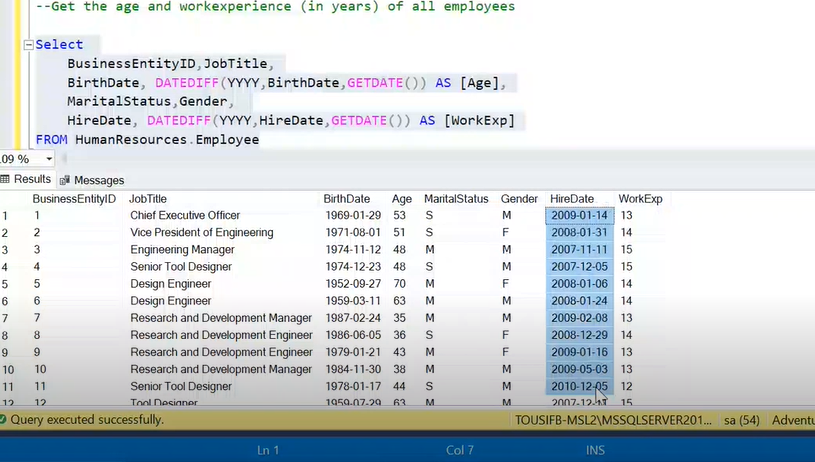 --Get the age and workexperience (in years) of all employees
Select
BusinessEntityID,JobTitle,
BirthDate, DATEDIFF(YYYY,BirthDate,GETDATE()) AS [Age],
MaritalStatus,Gender,
HireDate, DATEDIFF(YYYY,HireDate,GETDATE()) AS [WorkExp]
FROM HumanResources.Employee
.09 %
Results Messages
BusinessEntityID JobTitle BirthDate Age MaritalStatus Gender HireDate WorkExp
1 1 Chief Executive Officer 1969-01-29 53 S M 2009-01-14 13
2 2 Vice President of Engineering 1971-08-01 51 S F 2008-01-31 14
3 3 Engineering Manager 1974-11-12 48 M M 2007-11-11 15
4 4 Senior Tool Designer 1974-12-23 48 S M 2007-12-05 15
5 5 Design Engineer 1952-09-27 70 M F 2008-01-06 14
6 6 Design Engineer 1959-03-11 63 M M 2008-01-24 14
7 7 Research and Development Manager 1987-02-24 35 M M 2009-02-08 13
8 8 Research and Development Engineer 1986-06-05 36 S F 2008-12-29 14
9 9 Research and Development Engineer 1979-01-21 43 M F 2009-01-16 13
10 10 Research and Development Manager 1984-11-30 38 M M 2009-05-03 13
11 11 Senior Tool Designer 1978-01-17 44 S M 2010-12-05 12
12 12 Tool Designer 1959-07-29 63 M M 15
Query executed successfully. TOUSIFB-MSL2\MSSQLSERVER201... sa (54) Adventu
Ln 1 Col 7 INS